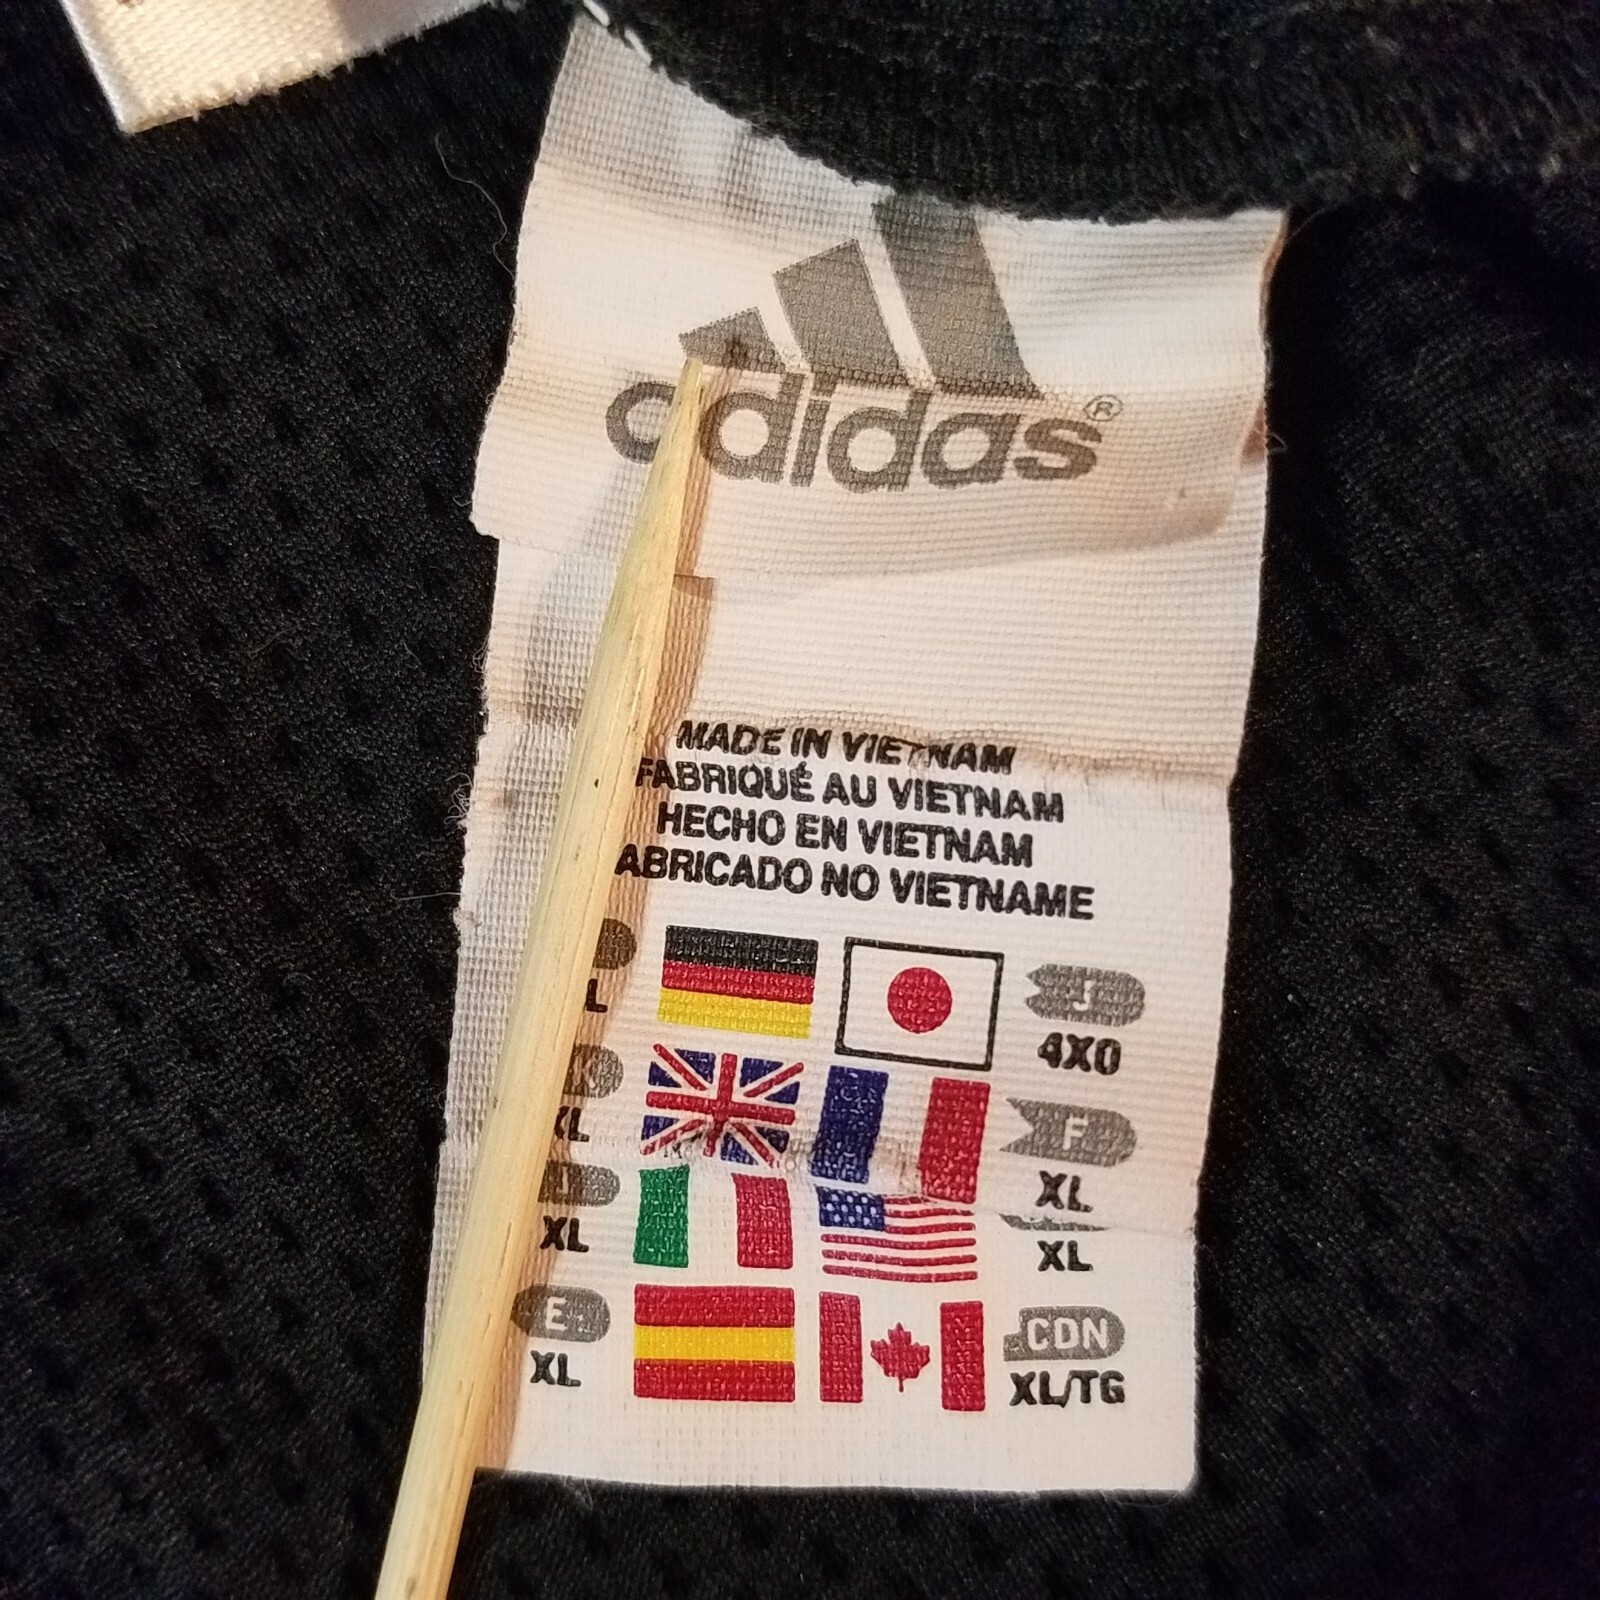 adidas®
MADE IN VIETNAM
FABRIQUÉ AU VIETNAM
HECHO EN VIETNAM
ABRICADO NO VIETNAME
J
L
4XO
K
F
XL
XL
I
XL
XL
E
CDN
XL
XL/TG